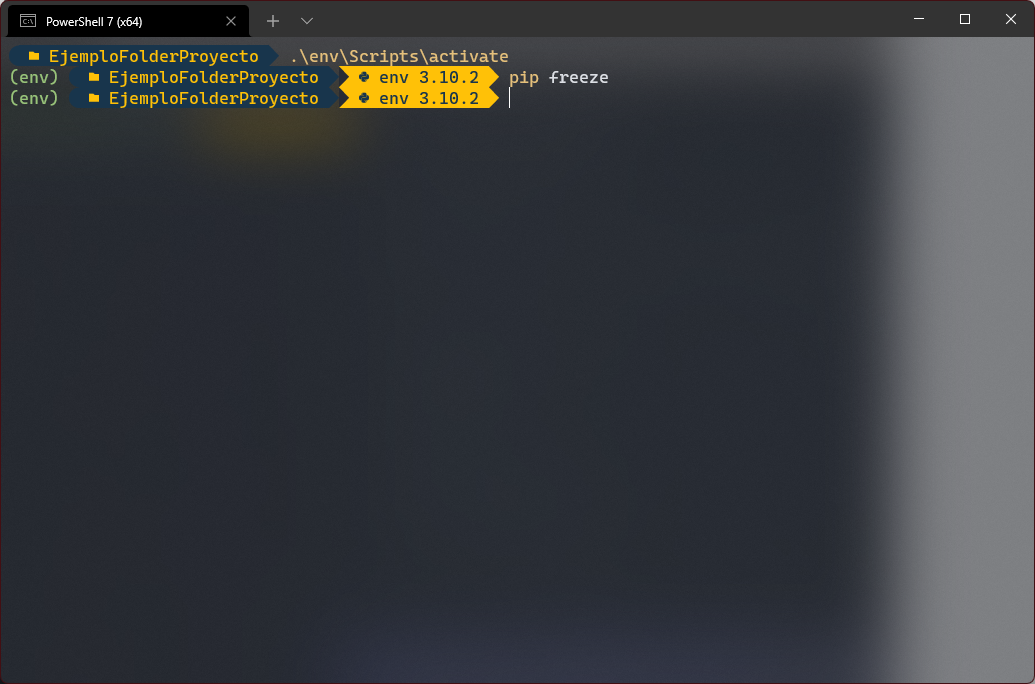 PowerShell 7 (x64)
EjemploFolderProyecto .\env\Scripts\activate
(env) EjemploFolderProyecto env 3.10.2 pip freeze
(env) EjemploFolderProyecto env 3.10.2